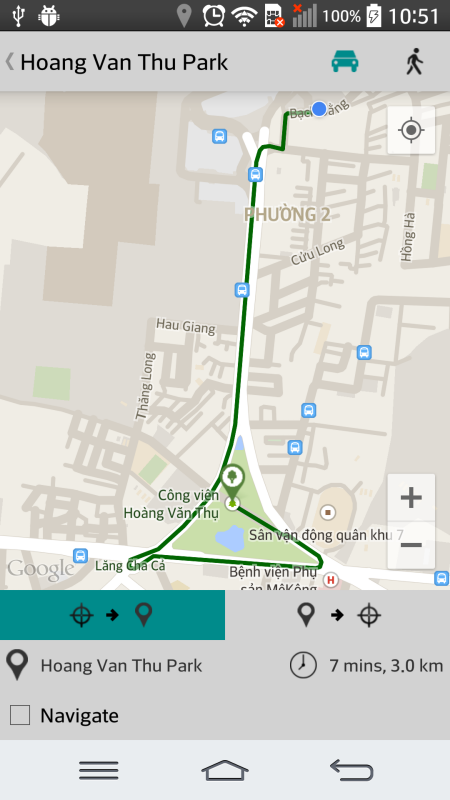 100% 10:51
Hoang Van Thu Park
Bạch Đằng
PHƯỜNG 2
Cửu Long
Hồng Hà
Hau Giang
Thăng Long
Công viên
Hoàng Văn Thụ
Sân vận động quân khu 7
Google
Lăng Cha Cả
Bệnh viện Phụ
sản MêKông
H
Hoang Van Thu Park
7 mins, 3.0 km
Navigate